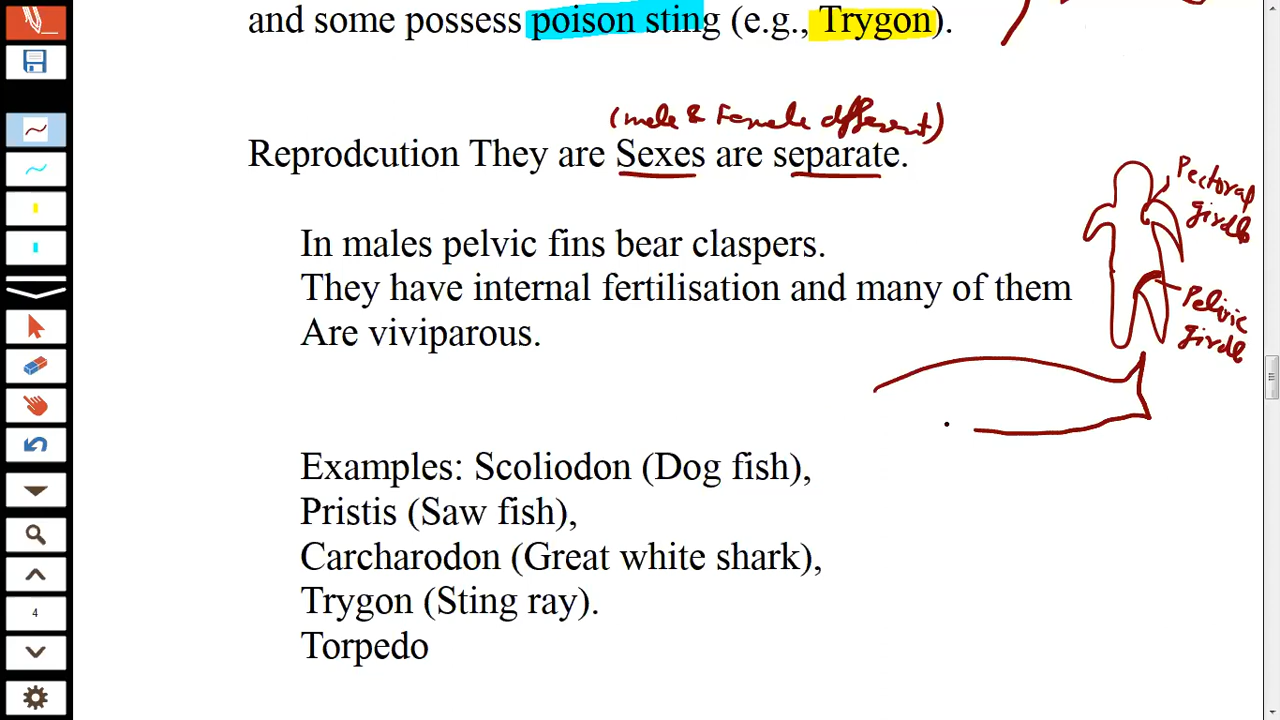 and some possess poison sting (e.g., Trygon).
(male & Female different)
Reprodcution They are Sexes are separate.
Pectoral
girdle
In males pelvic fins bear claspers.
They have internal fertilisation and many of them
Are viviparous.
Pelvic
girdle
Examples: Scoliodon (Dog fish),
Pristis (Saw fish),
Carcharodon (Great white shark),
Trygon (Sting ray).
Torpedo
4